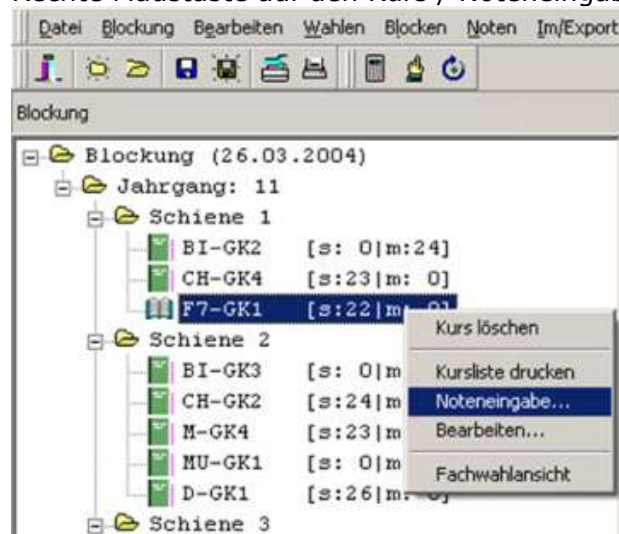 Rechte Maustaste auf den Kurs / Noteneingab
Datei Blockung Bearbeiten Wahlen Blocken Noten Im/Export
Blockung
Blockung (26.03.2004)
Jahrgang: 11
Schiene 1
BI-GK2 [s: 0|m:24]
CH-GK4 [s:23|m: 0]
F7-GK1 [s:22|m: 0]
Kurs löschen
Schiene 2
Kursliste drucken
BI-GK3 [s: 0|m
Noteneingabe...
CH-GK2 [s:24|m
Bearbeiten...
M-GK4 [s:23|m
Fachwahlansicht
MU-GK1 [s: 0|m
D-GK1 [s:26|m: 0]
Schiene 3